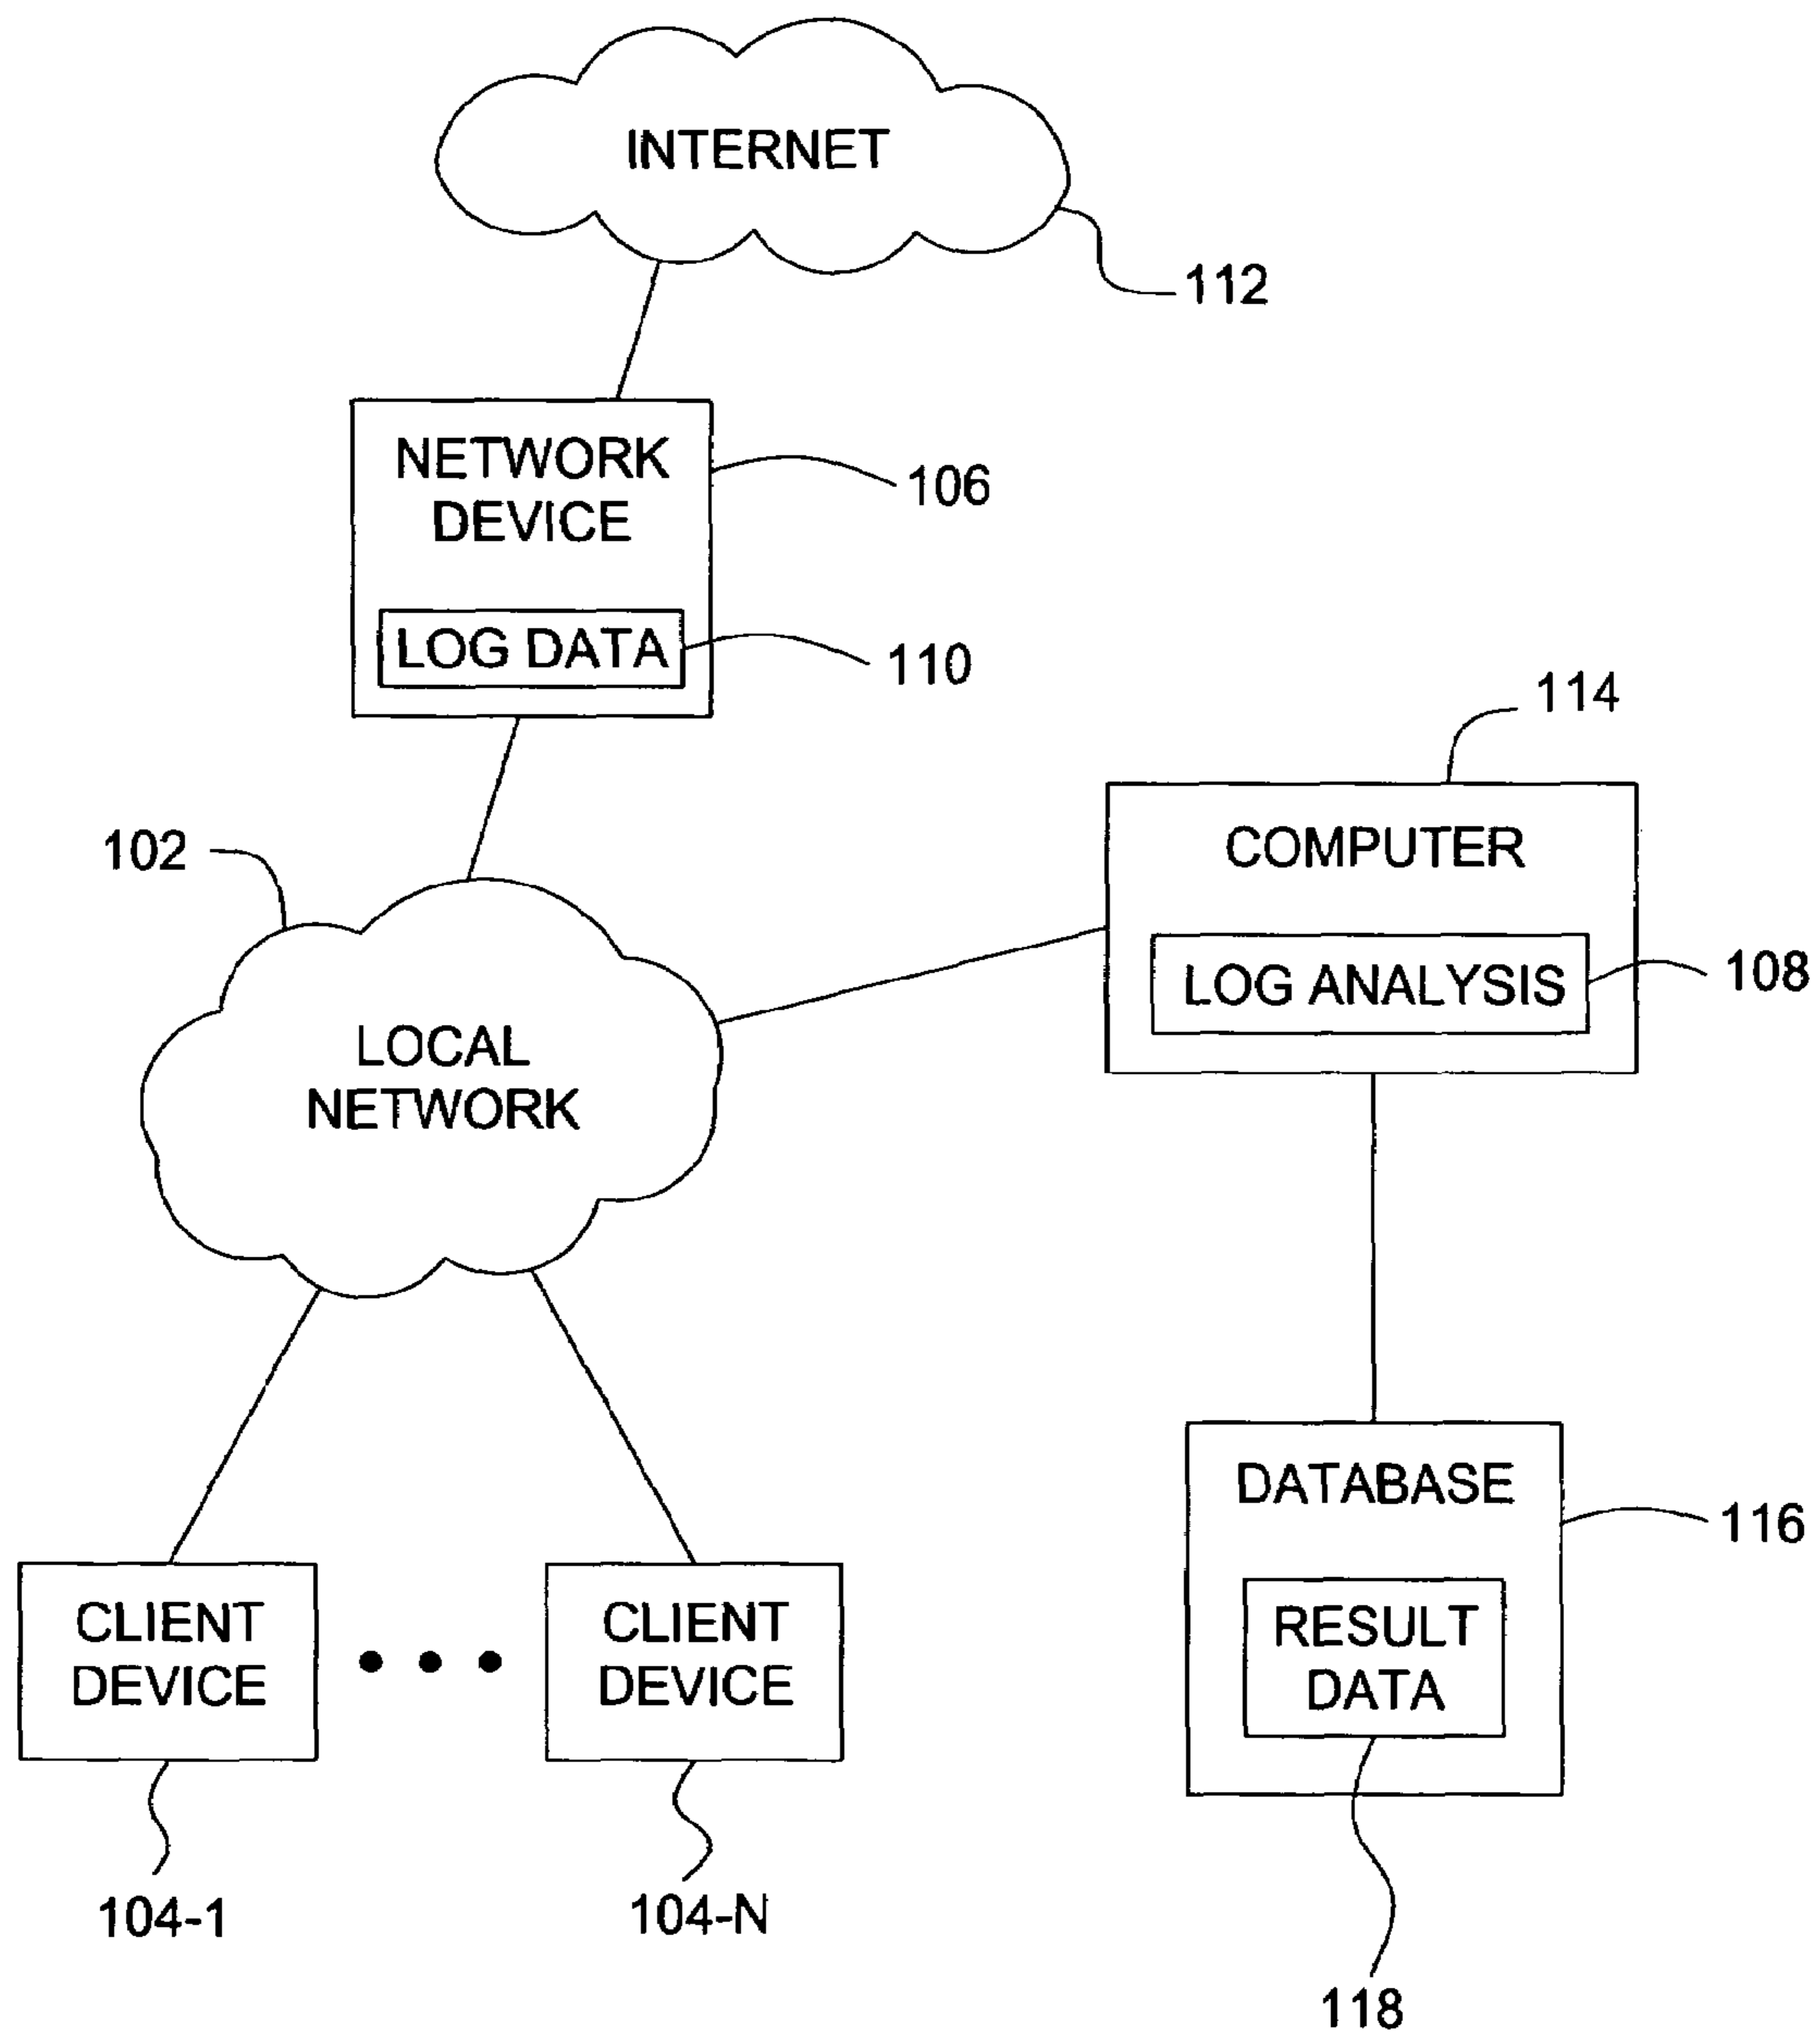 INTERNET
112
NETWORK
DEVICE
106
LOG DATA
110
114
COMPUTER
102
LOG ANALYSIS
108
LOCAL
NETWORK
DATABASE
116
CLIENT
DEVICE
CLIENT
DEVICE
RESULT
DATA
104-1
104-N
118